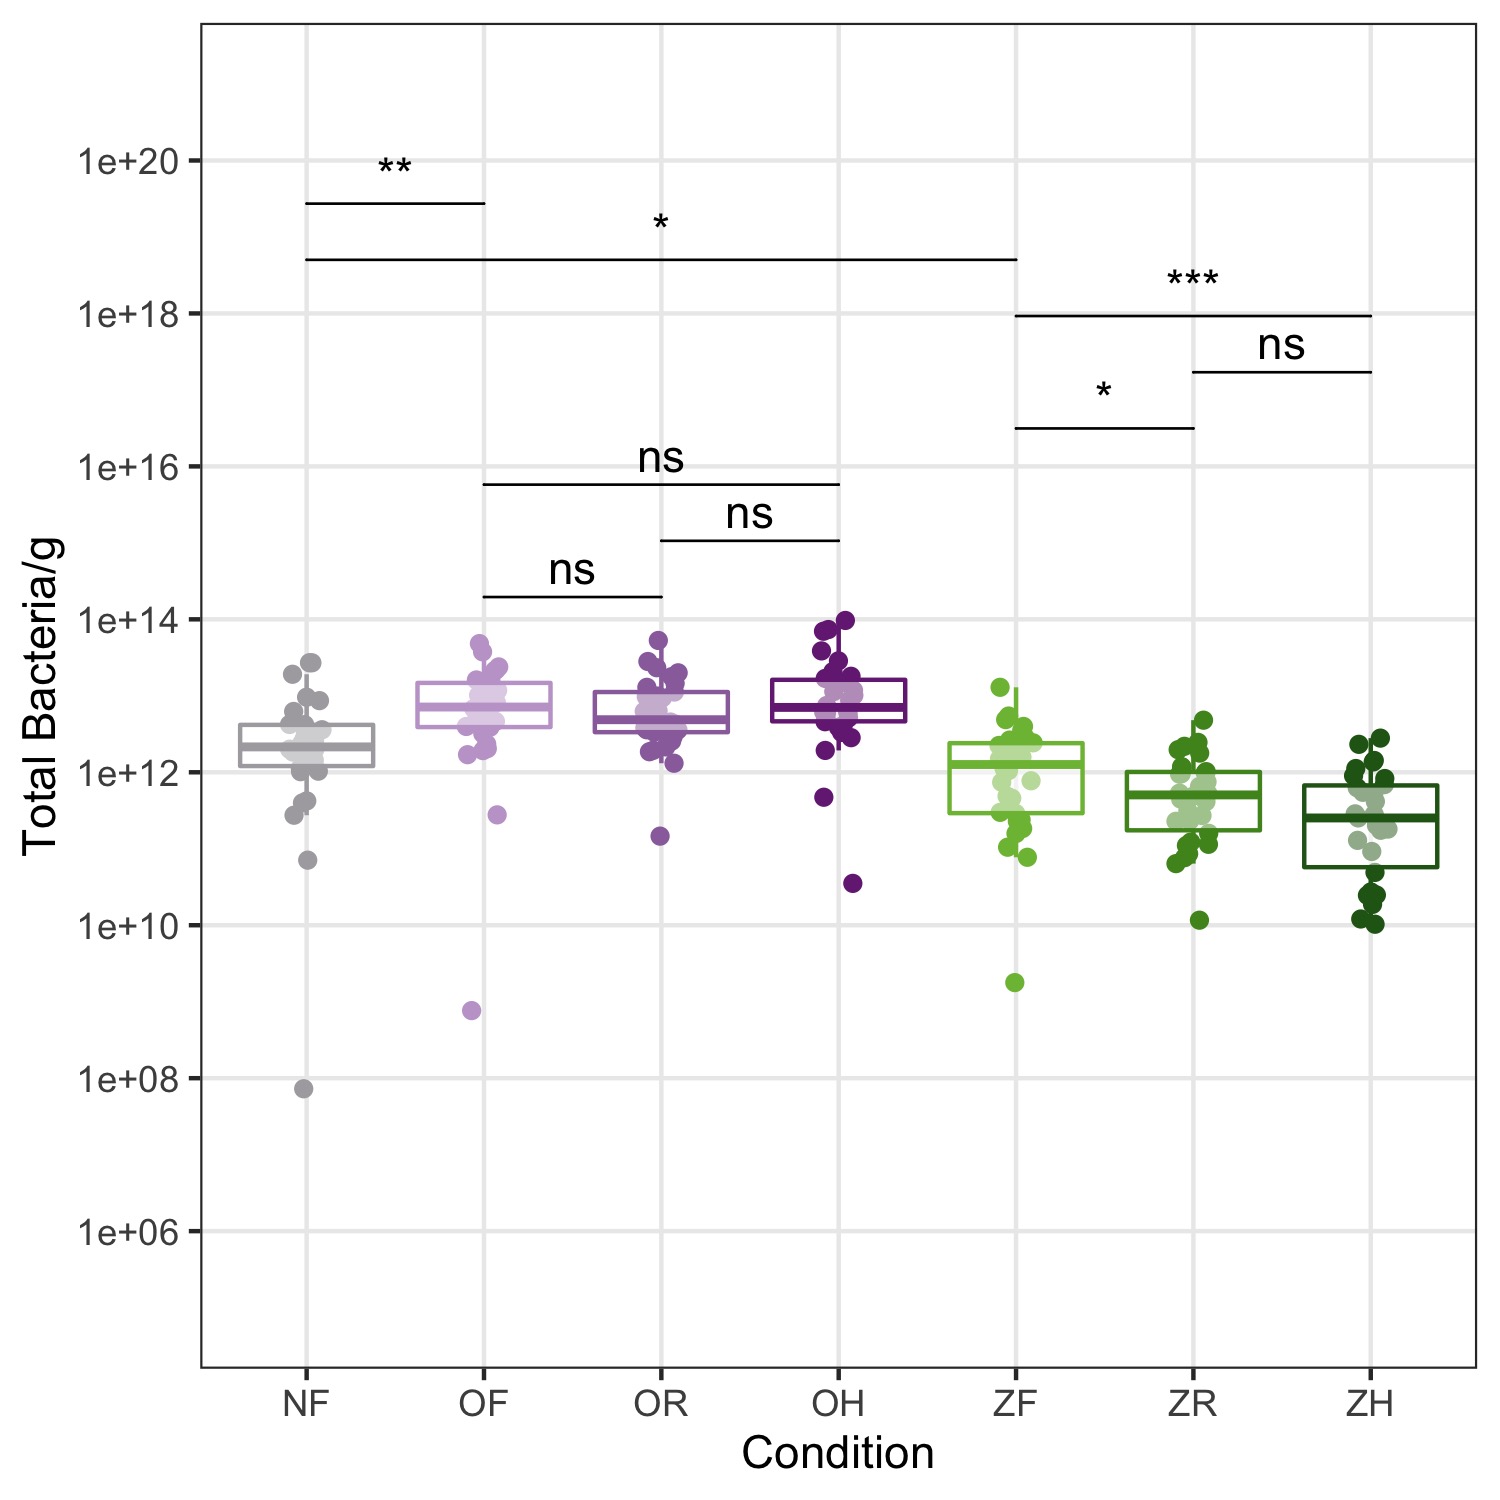 1e+20
**
*
***
1e+18
ns
*
1e+16
ns
ns
ns
1e+14
1e+12
1e+10
1e+08
1e+06
Total Bacteria/g
NF OF OR OH ZF ZR ZH
Condition